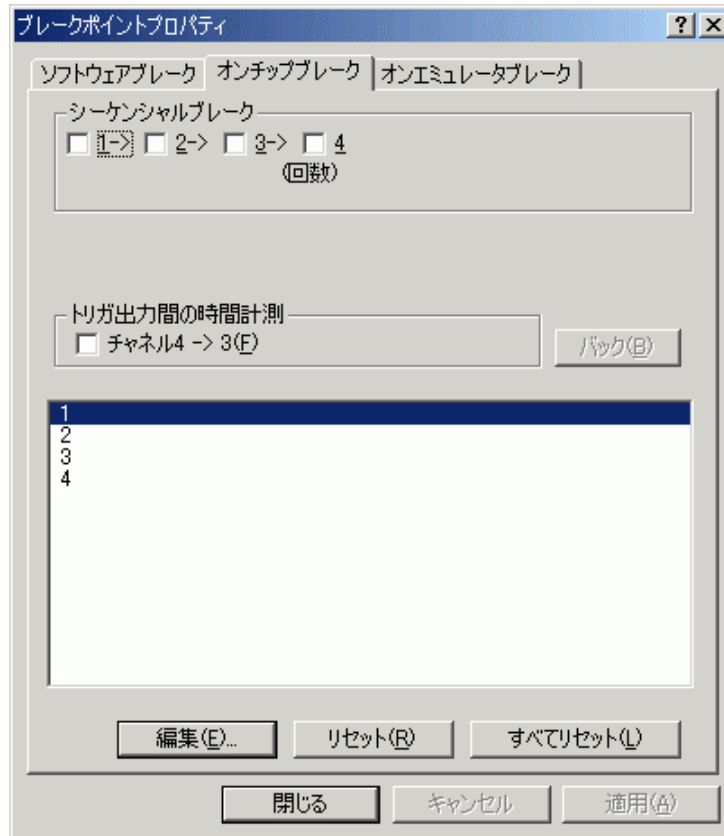 ブレークポイントプロパティ
ソフトウェアブレーク オンチップブレーク オンエミュレータブレーク
シーケンシャルブレーク
1-> 2-> 3-> 4
(回数)
トリガ出力間の時間計測
チャネル4 -> 3(F)
バック(B)
1
2
3
4
編集(E)... リセット(R) すべてリセット(L)
閉じる キャンセル 適用(A)